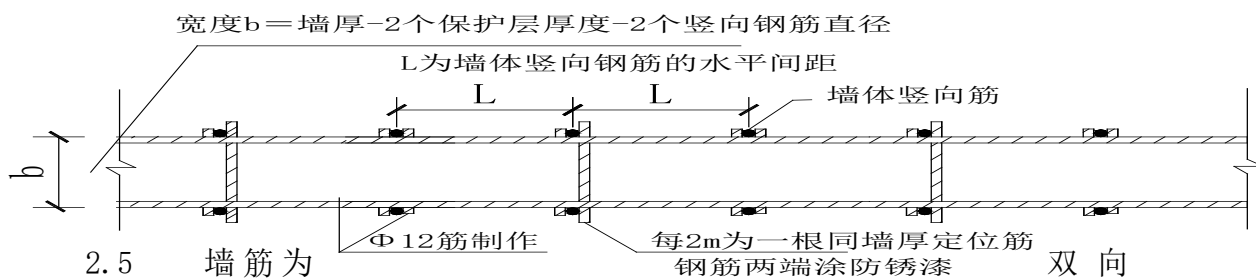 宽度b＝墙厚-2个保护层厚度-2个竖向钢筋直径
L为墙体竖向钢筋的水平间距
L L 墙体竖向筋
b
Φ12筋制作 每2m为一根同墙厚定位筋
钢筋两端涂防锈漆
2.5 墙筋为 双向